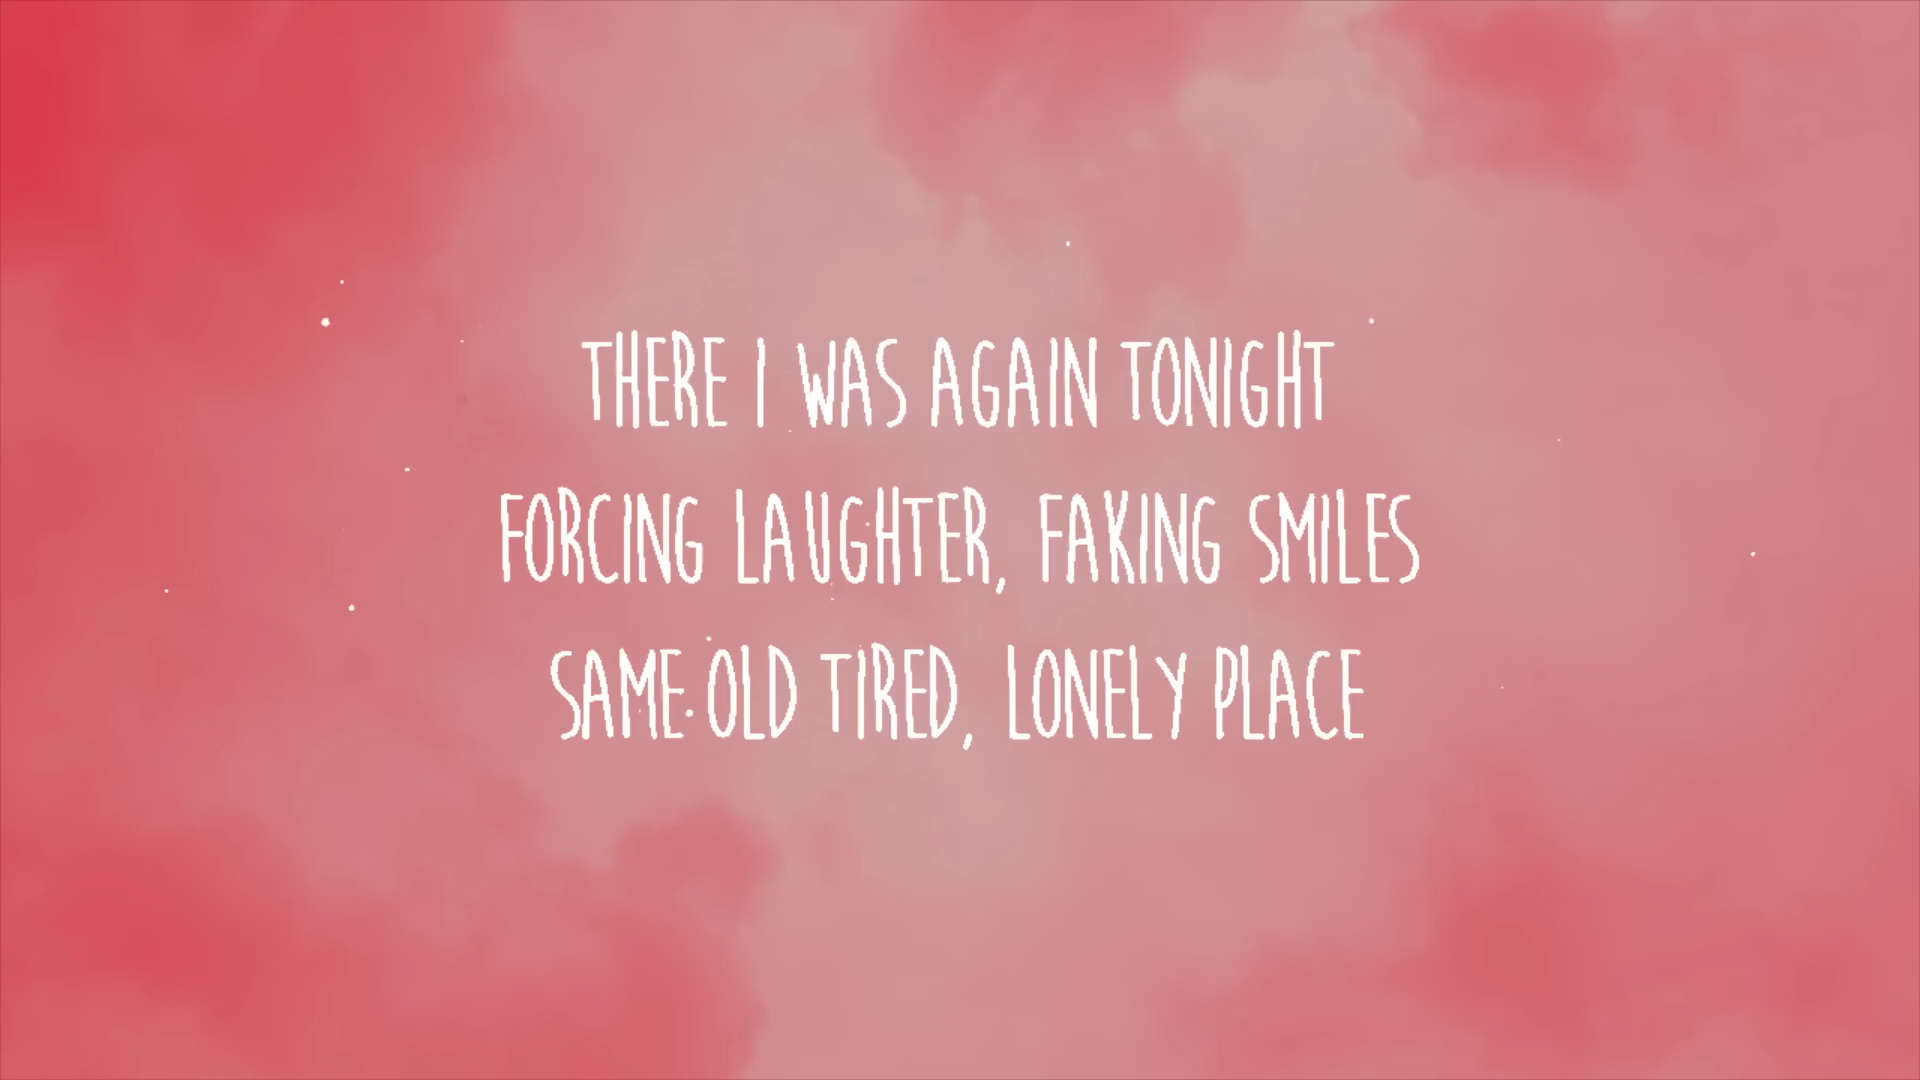 THERE I WAS AGAIN TONIGHT
FORCING LAUGHTER, FAKING SMILES
SAME OLD TIRED, LONELY PLACE